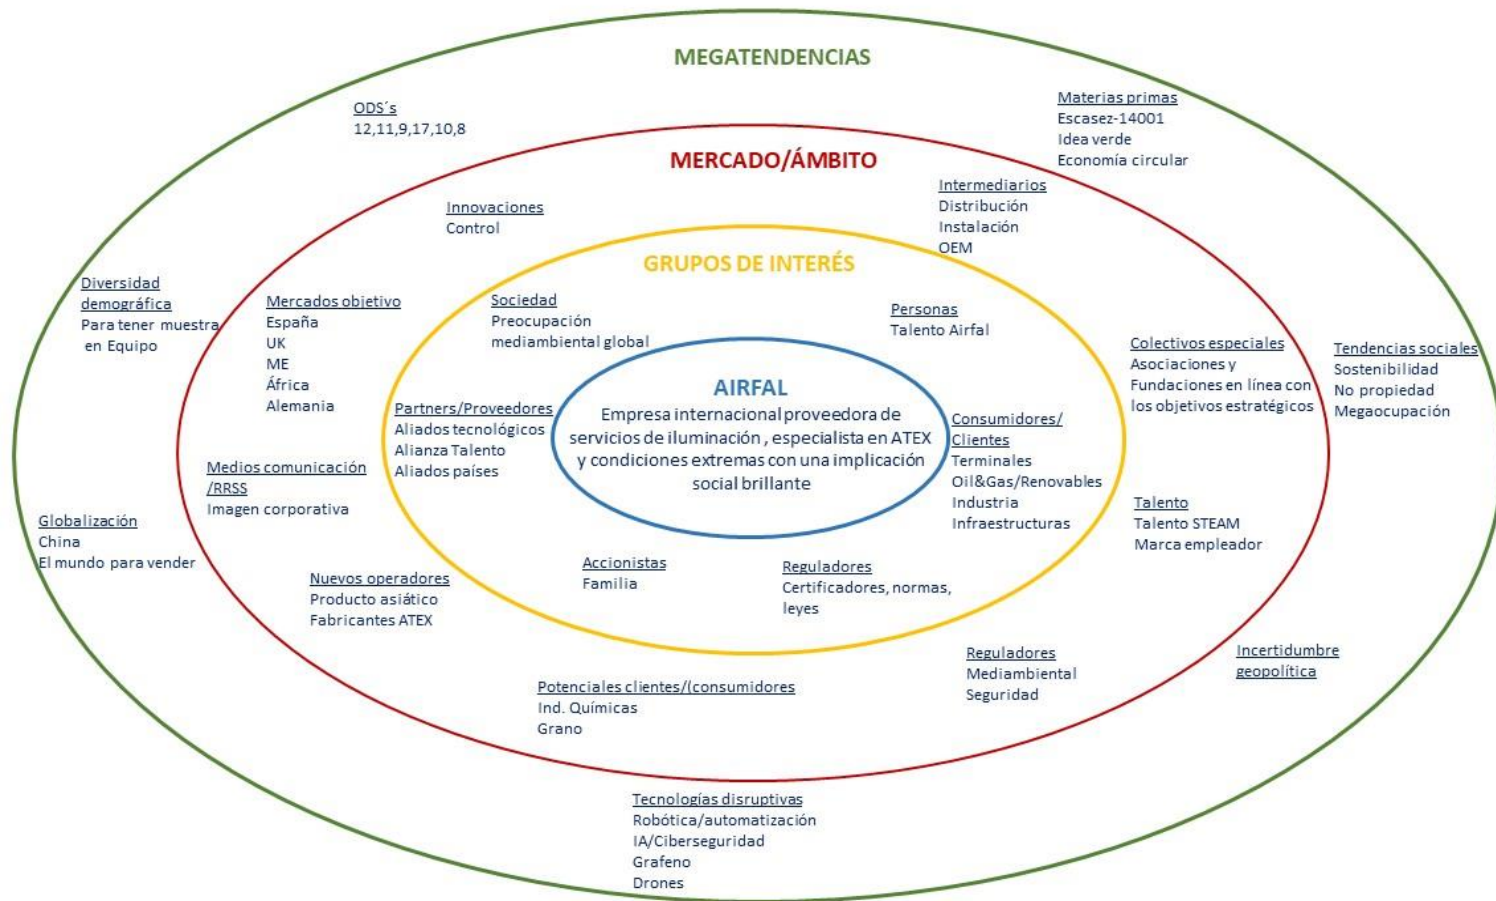 MEGATENDENCIAS
ODS´s
12,11,9,17,10,8
Materias primas
Escasez-14001
Idea verde
Economía circular
MERCADO/ÁMBITO
Innovaciones
Control
Intermediarios
Distribución
Instalación
OEM
GRUPOS DE INTERÉS
Diversidad
demográfica
Para tener muestra
en Equipo
Mercados objetivo
España
UK
ME
África
Alemania
Sociedad
Preocupación
mediambiental global
Personas
Talento Airfal
Colectivos especiales
Asociaciones y
Fundaciones en línea con
los objetivos estratégicos
Tendencias sociales
Sostenibilidad
No propiedad
Megaocupación
AIRFAL
Empresa internacional proveedora de
servicios de iluminación , especialista en ATEX
y condiciones extremas con una implicación
social brillante
Partners/Proveedores
Aliados tecnológicos
Alianza Talento
Aliados países
Consumidores/
Clientes
Terminales
Oil&Gas/Renovables
Industria
Infraestructuras
Medios comunicación
/RRSS
Imagen corporativa
Globalización
China
El mundo para vender
Talento
Talento STEAM
Marca empleador
Nuevos operadores
Producto asiático
Fabricantes ATEX
Accionistas
Familia
Reguladores
Certificadores, normas,
leyes
Reguladores
Mediambiental
Seguridad
Incertidumbre
geopolítica
Potenciales clientes/(consumidores
Ind. Químicas
Grano
Tecnologías disruptivas
Robótica/automatización
IA/Ciberseguridad
Grafeno
Drones